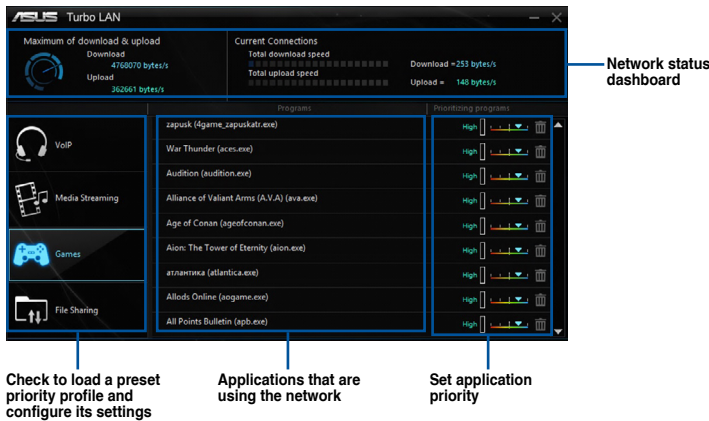 ASUS Turbo LAN
Maximum of download & upload
Download
4768070 bytes/s
Upload
362661 bytes/s
Current Connections
Total download speed
Download =253 bytes/s
Total upload speed
Upload = 148 bytes/s
Network status
dashboard
Programs
Prioritizing programs
VoIP
Media Streaming
Games
File Sharing
zapusk (4game_zapuskatr.exe)
High
War Thunder (aces.exe)
High
Audition (audition.exe)
High
Alliance of Valiant Arms (A.V.A) (ava.exe)
High
Age of Conan (ageofconan.exe)
High
Aion: The Tower of Eternity (aion.exe)
High
атлантика (atlantica.exe)
High
Allods Online (aogame.exe)
High
All Points Bulletin (apb.exe)
High
Check to load a preset
priority profile and
configure its settings
Applications that are
using the network
Set application
priority